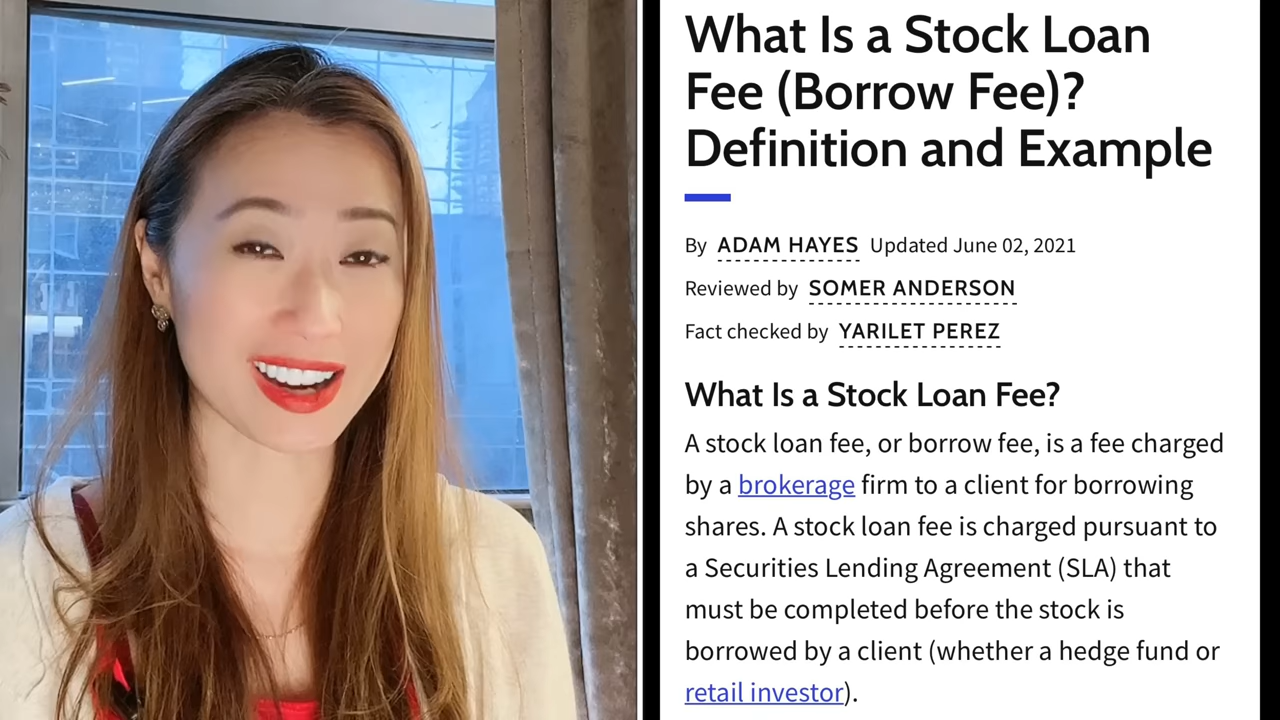 What Is a Stock Loan
Fee (Borrow Fee)?
Definition and Example
By ADAM HAYES Updated June 02, 2021
Reviewed by SOMER ANDERSON
Fact checked by YARILET PEREZ
What Is a Stock Loan Fee?
A stock loan fee, or borrow fee, is a fee charged
by a brokerage firm to a client for borrowing
shares. A stock loan fee is charged pursuant to
a Securities Lending Agreement (SLA) that
must be completed before the stock is
borrowed by a client (whether a hedge fund or
retail investor).